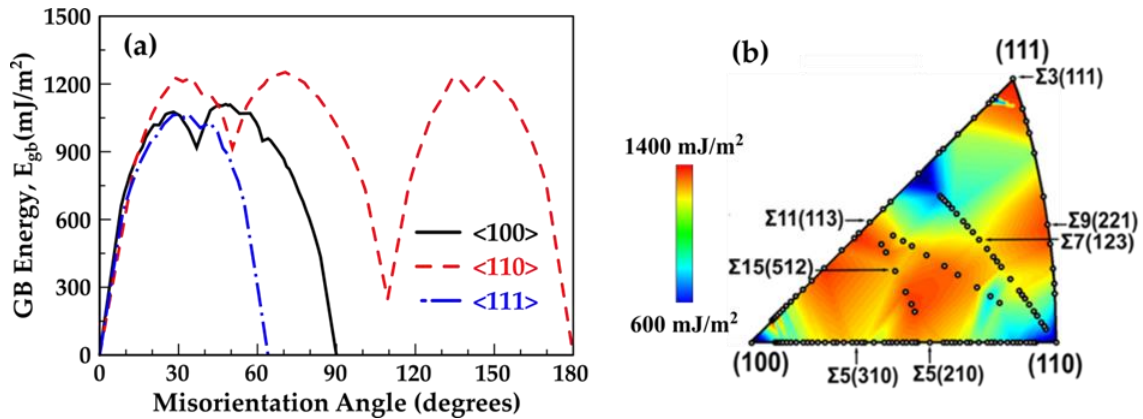 (a)
1500
1200
900
600
300
0
GB Energy, E_gb(mJ/m²)
<100>
<110>
<111>
0 30 60 90 120 150 180
Misorientation Angle (degrees)
(b)
(111)
Σ3(111)
1400 mJ/m²
Σ11(113)
Σ9(221)
Σ7(123)
Σ15(512)
600 mJ/m²
(100)
(110)
Σ5(310) Σ5(210)